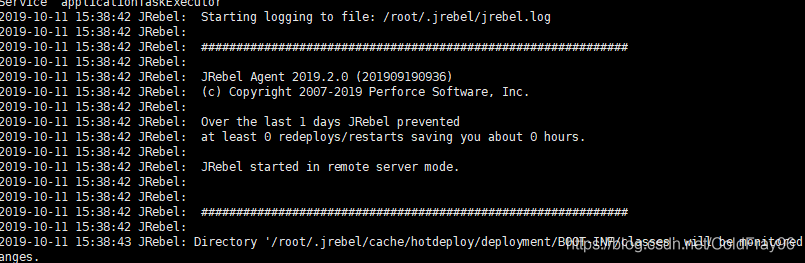 Service 'applicationTaskExecutor'
2019-10-11 15:38:42 JRebel:  Starting logging to file: /root/.jrebel/jrebel.log
2019-10-11 15:38:42 JRebel:
2019-10-11 15:38:42 JRebel:  #############################################################
2019-10-11 15:38:42 JRebel:
2019-10-11 15:38:42 JRebel:  JRebel Agent 2019.2.0 (201909190936)
2019-10-11 15:38:42 JRebel:  (c) Copyright 2007-2019 Perforce Software, Inc.
2019-10-11 15:38:42 JRebel:
2019-10-11 15:38:42 JRebel:  Over the last 1 days JRebel prevented
2019-10-11 15:38:42 JRebel:  at least 0 redeploys/restarts saving you about 0 hours.
2019-10-11 15:38:42 JRebel:
2019-10-11 15:38:42 JRebel:  JRebel started in remote server mode.
2019-10-11 15:38:42 JRebel:
2019-10-11 15:38:42 JRebel:
2019-10-11 15:38:42 JRebel:  #############################################################
2019-10-11 15:38:42 JRebel:
2019-10-11 15:38:43 JRebel: Directory '/root/.jrebel/cache/hotdeploy/deployment/BOOT-INF/classes' will be monitored
anges.
https://blog.csdn.net/ColdFray96